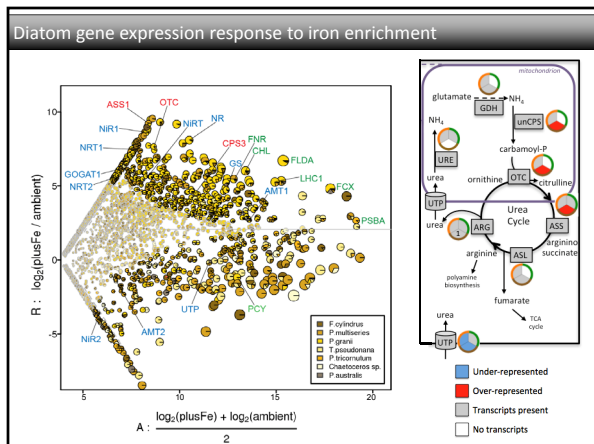 Diatom gene expression response to iron enrichment
R : log2(plusFe / ambient)
10
5
0
-5
5
10
15
20
A : log2(plusFe) + log2(ambient)
2
ASS1
OTC
NiR1
NiRT
NR
NRT1
CPS3
FNR
CHL
GS
FLDA
GOGAT1
NRT2
AMT1
LHC1
FCX
PSBA
UTP
PCY
AMT2
NiR2
F.cylindrus
P multiseries
P granii
T pseudonana
P tricornutum
Chaetoceros sp.
P australis
mitochondrion
glutamate
NH4
GDH
unCPS
NH4
carbamoyl-P
URE
OTC
ornithine
citrulline
urea
UTP
Urea
Cycle
urea
ARG
ASS
arginino
succinate
ASL
arginine
polyamine
biosynthesis
fumarate
TCA
cycle
urea
UTP
Under-represented
Over-represented
Transcripts present
No transcripts